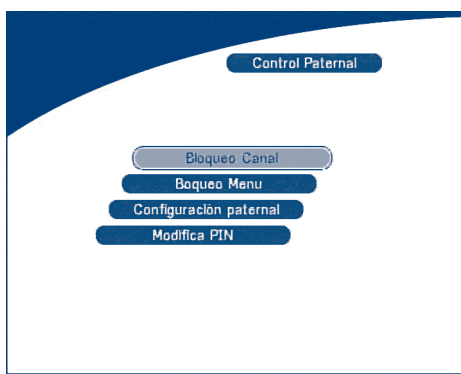 Control Paternal
Bloqueo Canal
Boqueo Menu
Configuración paternal
Modifica PIN